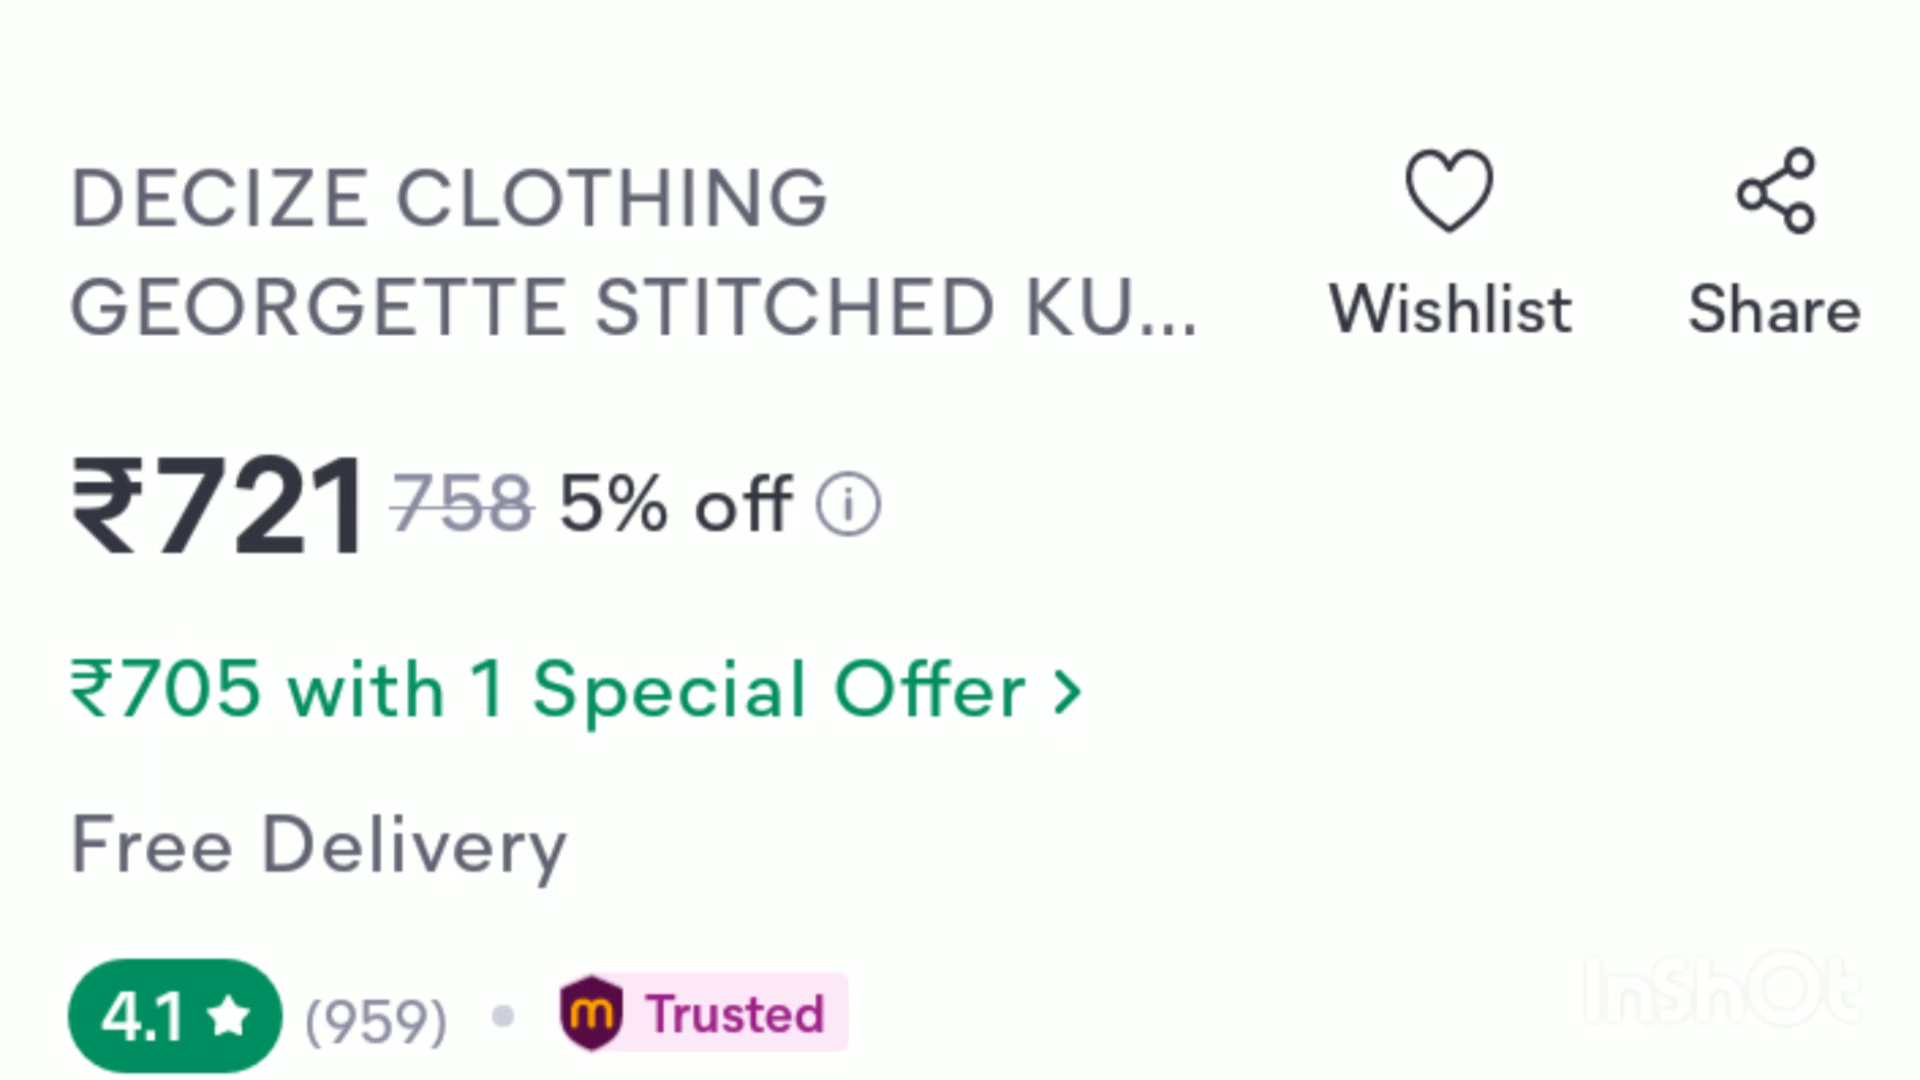 DECIZE CLOTHING
GEORGETTE STITCHED KU...
Wishlist
Share
₹721 758 5% off
₹705 with 1 Special Offer >
Free Delivery
4.1 ★ (959) • m Trusted
InShOt